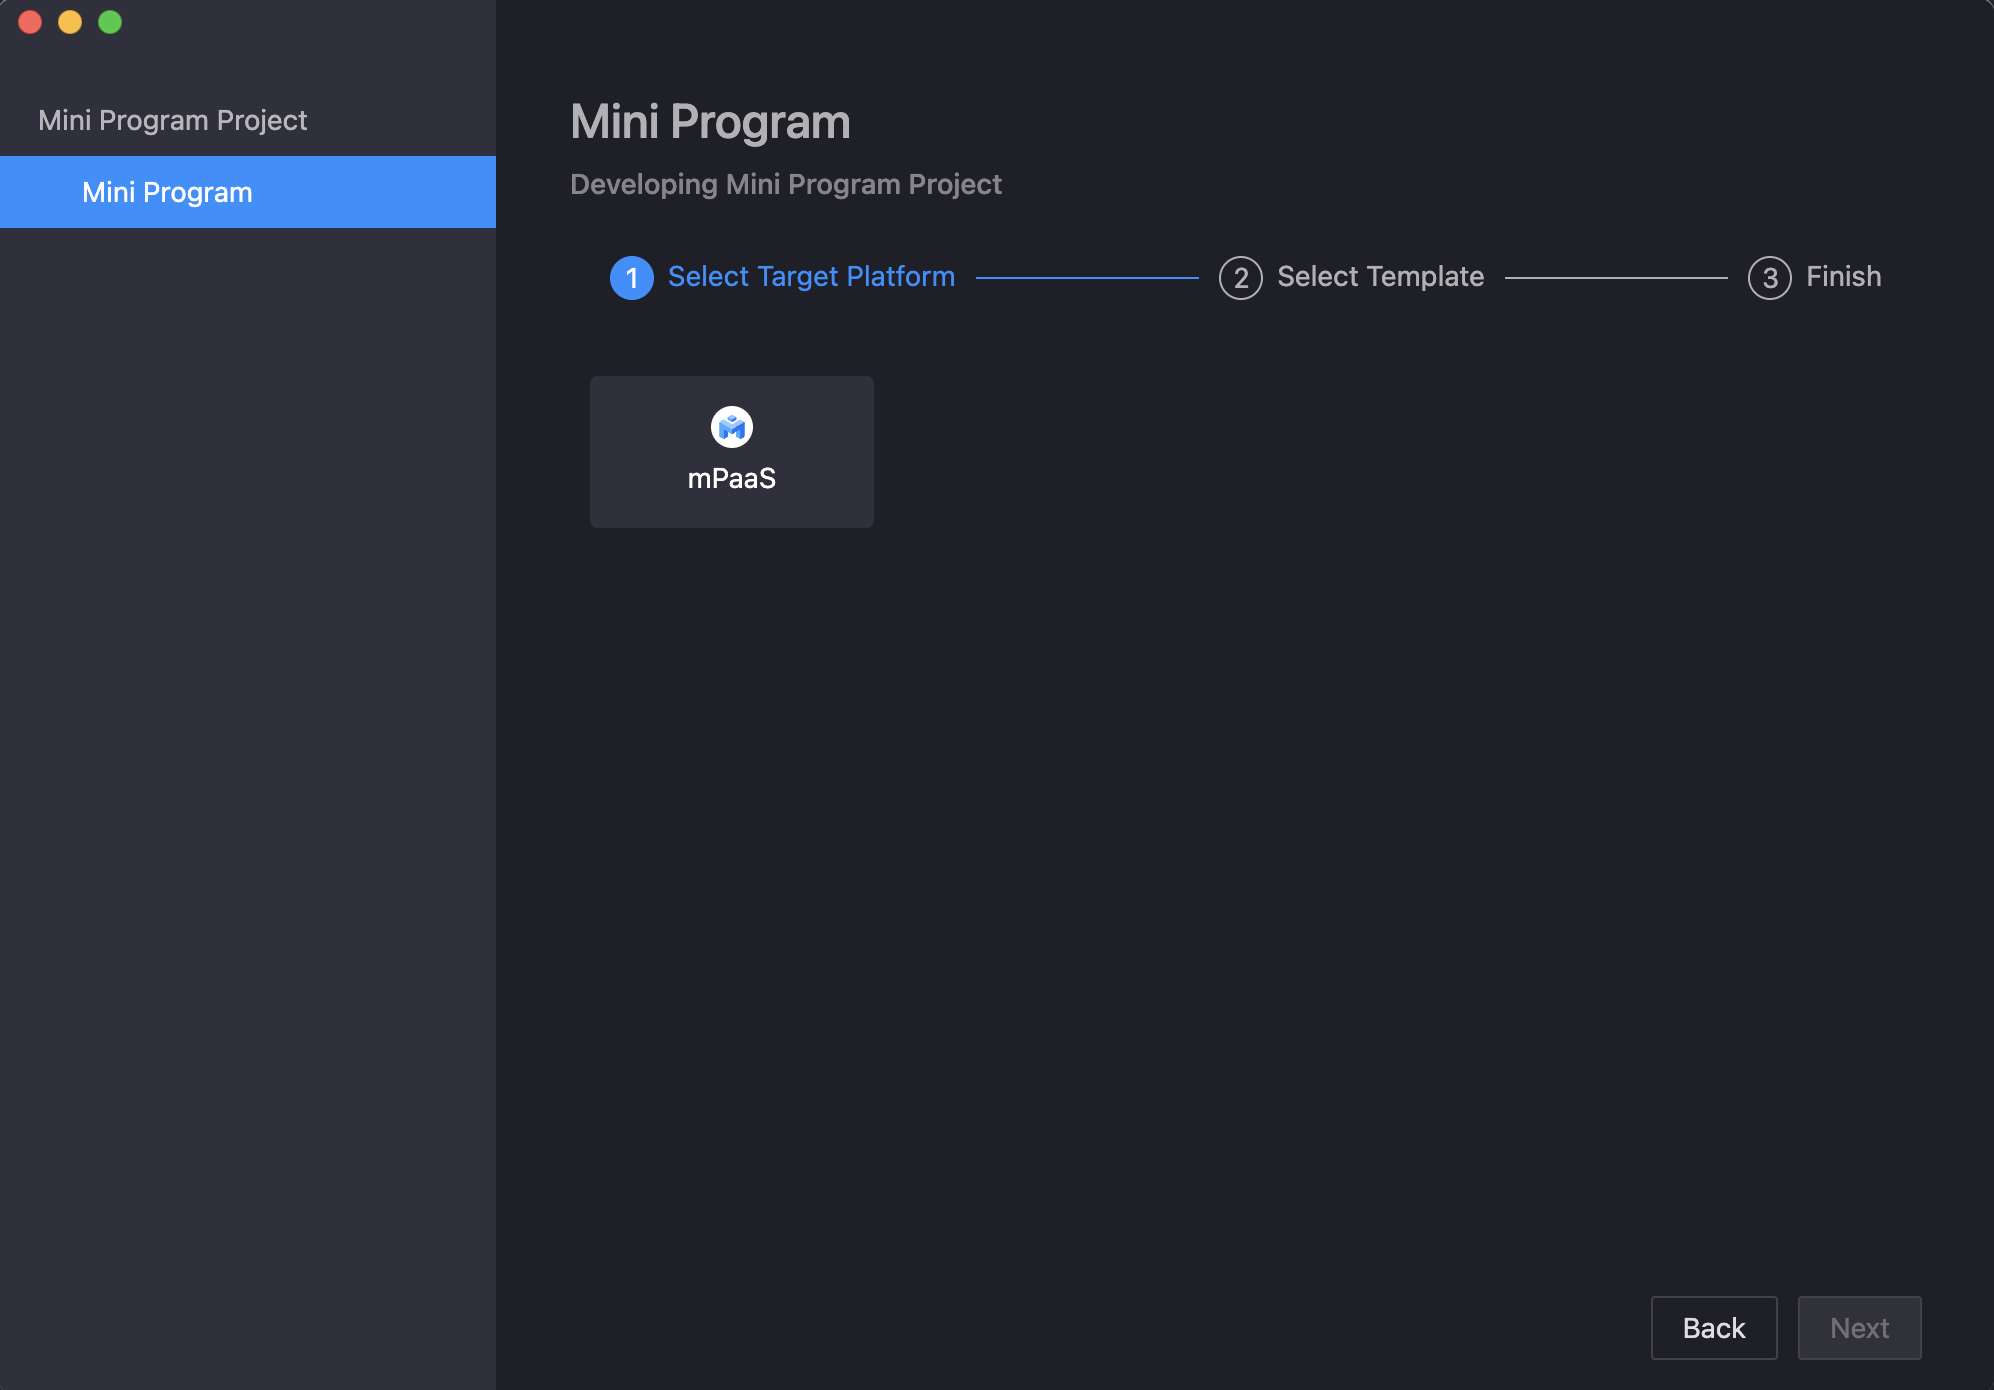 Mini Program Project
Mini Program
Mini Program
Developing Mini Program Project
1 Select Target Platform 2 Select Template 3 Finish
mPaaS
Back Next